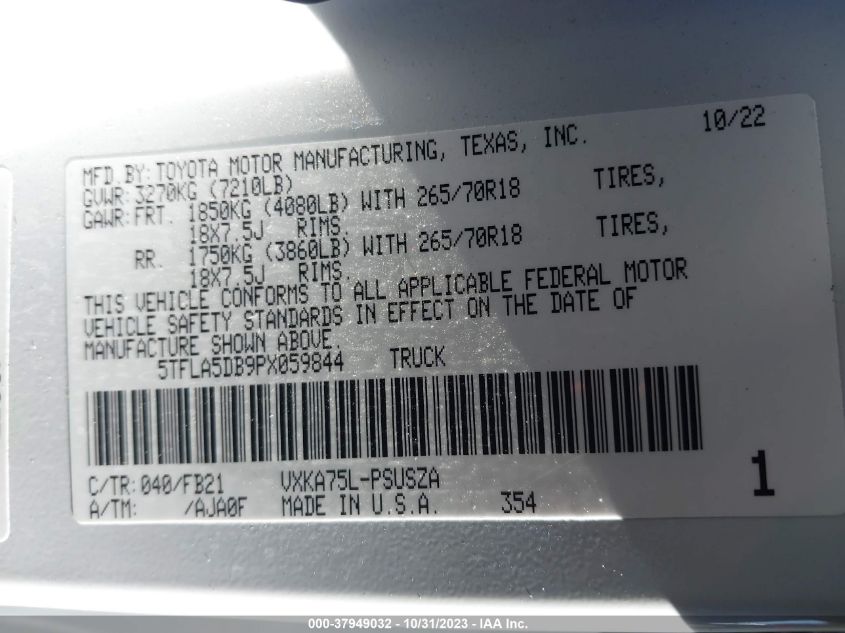 10/22
MFD BY: TOYOTA MOTOR MANUFACTURING, TEXAS, INC.
GVWR: 3270KG (7210LB)
GAWR: FRT. 1850KG (4080LB) WITH 265/70R18 TIRES,
18X7.5J RIMS.
RR. 1750KG (3860LB) WITH 265/70R18 TIRES,
18X7.5J RIMS.
THIS VEHICLE CONFORMS TO ALL APPLICABLE FEDERAL MOTOR
VEHICLE SAFETY STANDARDS IN EFFECT ON THE DATE OF
MANUFACTURE SHOWN ABOVE.
5TFLA5DB9PX059844 TRUCK
C/TR: 040/FB21 VXKA75L-PSUSZA
A/TM: /AJA0F MADE IN U.S.A. 354
1
000-37949032 - 10/31/2023 - IAA Inc.